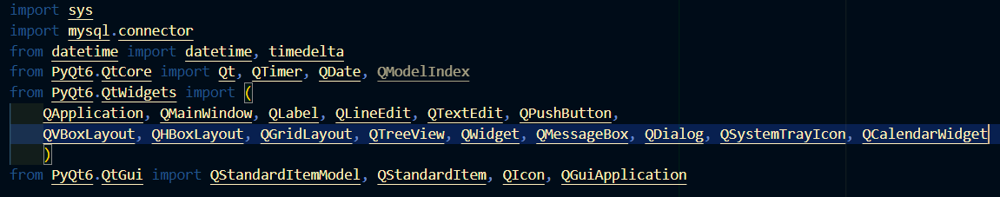 import sys
import mysql.connector
from datetime import datetime, timedelta
from PyQt6.QtCore import Qt, QTimer, QDate, QModelIndex
from PyQt6.QtWidgets import (
    QApplication, QMainWindow, QLabel, QLineEdit, QTextEdit, QPushButton,
    QVBoxLayout, QHBoxLayout, QGridLayout, QTreeView, QWidget, QMessageBox, QDialog, QSystemTrayIcon, QCalendarWidget
    )
from PyQt6.QtGui import QStandardItemModel, QStandardItem, QIcon, QGuiApplication